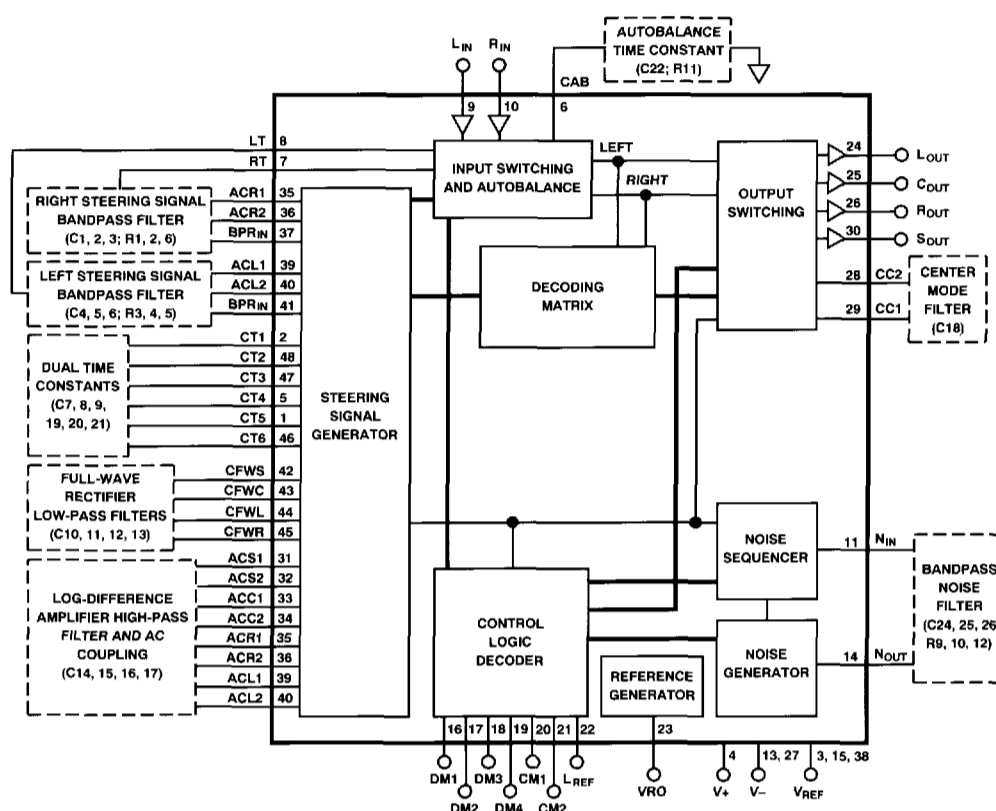 AUTOBALANCE
TIME CONSTANT
(C22; R11)
LIN
RIN
CAB
9
10
6
LT
8
RT
7
INPUT SWITCHING
AND AUTOBALANCE
LEFT
RIGHT
OUTPUT
SWITCHING
24
LOUT
25
COUT
26
ROUT
30
SOUT
28
CC2
29
CC1
CENTER
MODE
FILTER
(C18)
RIGHT STEERING SIGNAL
BANDPASS FILTER
(C1, 2, 3; R1, 2, 6)
ACR1
35
ACR2
36
BPRIN
37
LEFT STEERING SIGNAL
BANDPASS FILTER
(C4, 5, 6; R3, 4, 5)
ACL1
39
ACL2
40
BPRIN
41
DECODING
MATRIX
DUAL TIME
CONSTANTS
(C7, 8, 9,
19, 20, 21)
CT1
2
CT2
48
CT3
47
CT4
5
CT5
1
CT6
46
STEERING
SIGNAL
GENERATOR
FULL-WAVE
RECTIFIER
LOW-PASS FILTERS
(C10, 11, 12, 13)
CFWS
42
CFWC
43
CFWL
44
CFWR
45
LOG-DIFFERENCE
AMPLIFIER HIGH-PASS
FILTER AND AC
COUPLING
(C14, 15, 16, 17)
ACS1
31
ACS2
32
ACC1
33
ACC2
34
ACR1
35
ACR2
36
ACL1
39
ACL2
40
CONTROL
LOGIC
DECODER
NOISE
SEQUENCER
11
NIN
BANDPASS
NOISE
FILTER
(C24, 25, 26
R9, 10, 12)
NOISE
GENERATOR
14
NOUT
REFERENCE
GENERATOR
16
17
18
19
20
21
22
23
4
13, 27
3, 15, 38
DM1
DM3
CM1
LREF
DM2
DM4
CM2
VRO
V+
V−
VREF